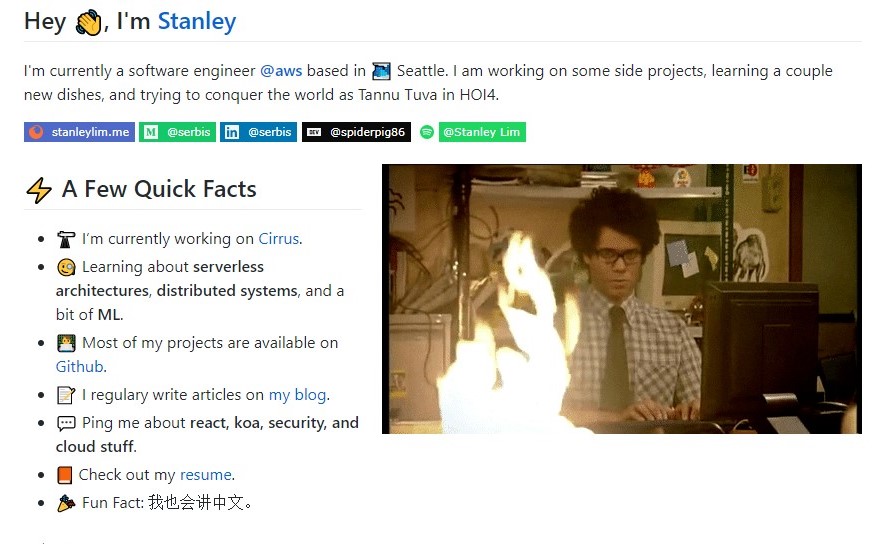 Hey 👋, I'm Stanley
I'm currently a software engineer @aws based in Seattle. I am working on some side projects, learning a couple
new dishes, and trying to conquer the world as Tannu Tuva in HOI4.
stanleylim.me M @serbis in @serbis DEV @spiderpig86 @Stanley Lim
⚡ A Few Quick Facts
I'm currently working on Cirrus.
Learning about serverless
architectures, distributed systems, and a
bit of ML.
Most of my projects are available on
Github.
I regulary write articles on my blog.
Ping me about react, koa, security, and
cloud stuff.
Check out my resume.
Fun Fact: 我也会讲中文。